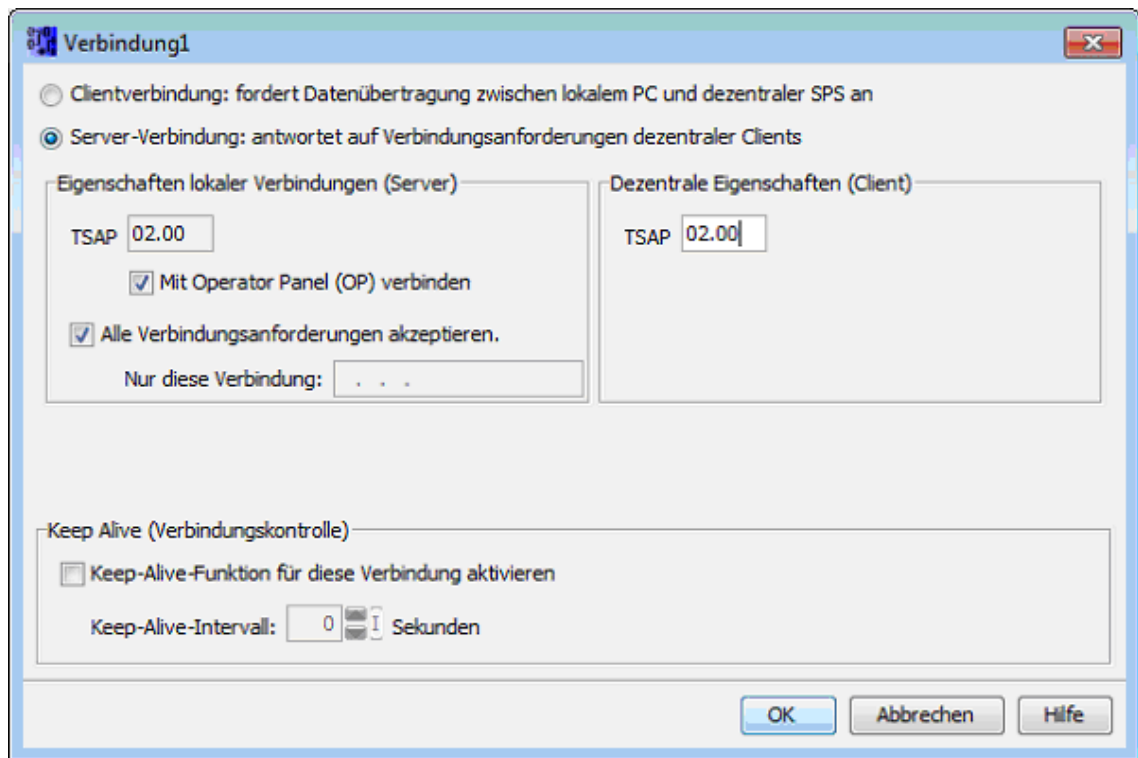 Verbindung1
Clientverbindung: fordert Datenübertragung zwischen lokalem PC und dezentraler SPS an
Server-Verbindung: antwortet auf Verbindungsanforderungen dezentraler Clients
Eigenschaften lokaler Verbindungen (Server)
TSAP 02.00
Mit Operator Panel (OP) verbinden
Alle Verbindungsanforderungen akzeptieren.
Nur diese Verbindung: . . .
Dezentrale Eigenschaften (Client)
TSAP 02.00
Keep Alive (Verbindungskontrolle)
Keep-Alive-Funktion für diese Verbindung aktivieren
Keep-Alive-Intervall: 0 Sekunden
OK Abbrechen Hilfe